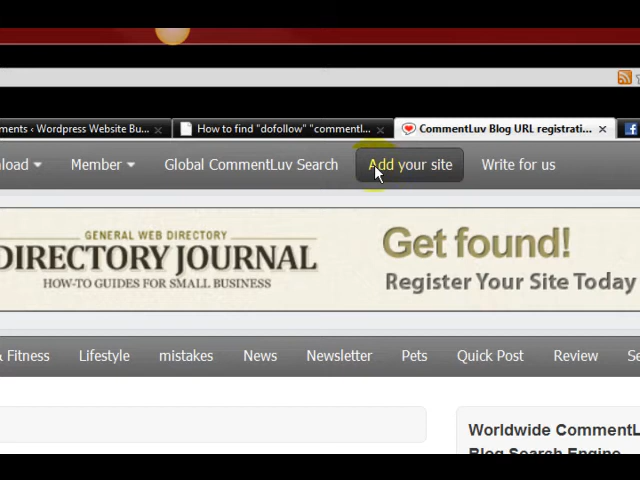 ments ‹ Wordpress Website Bu... How to find "dofollow" "commentl... CommentLuv Blog URL registrati...
load Member Global CommentLuv Search Add your site Write for us
GENERAL WEB DIRECTORY
DIRECTORY JOURNAL
HOW-TO GUIDES FOR SMALL BUSINESS
Get found!
Register Your Site Today
& Fitness Lifestyle mistakes News Newsletter Pets Quick Post Review Se
Worldwide CommentL
Blog Search Engine